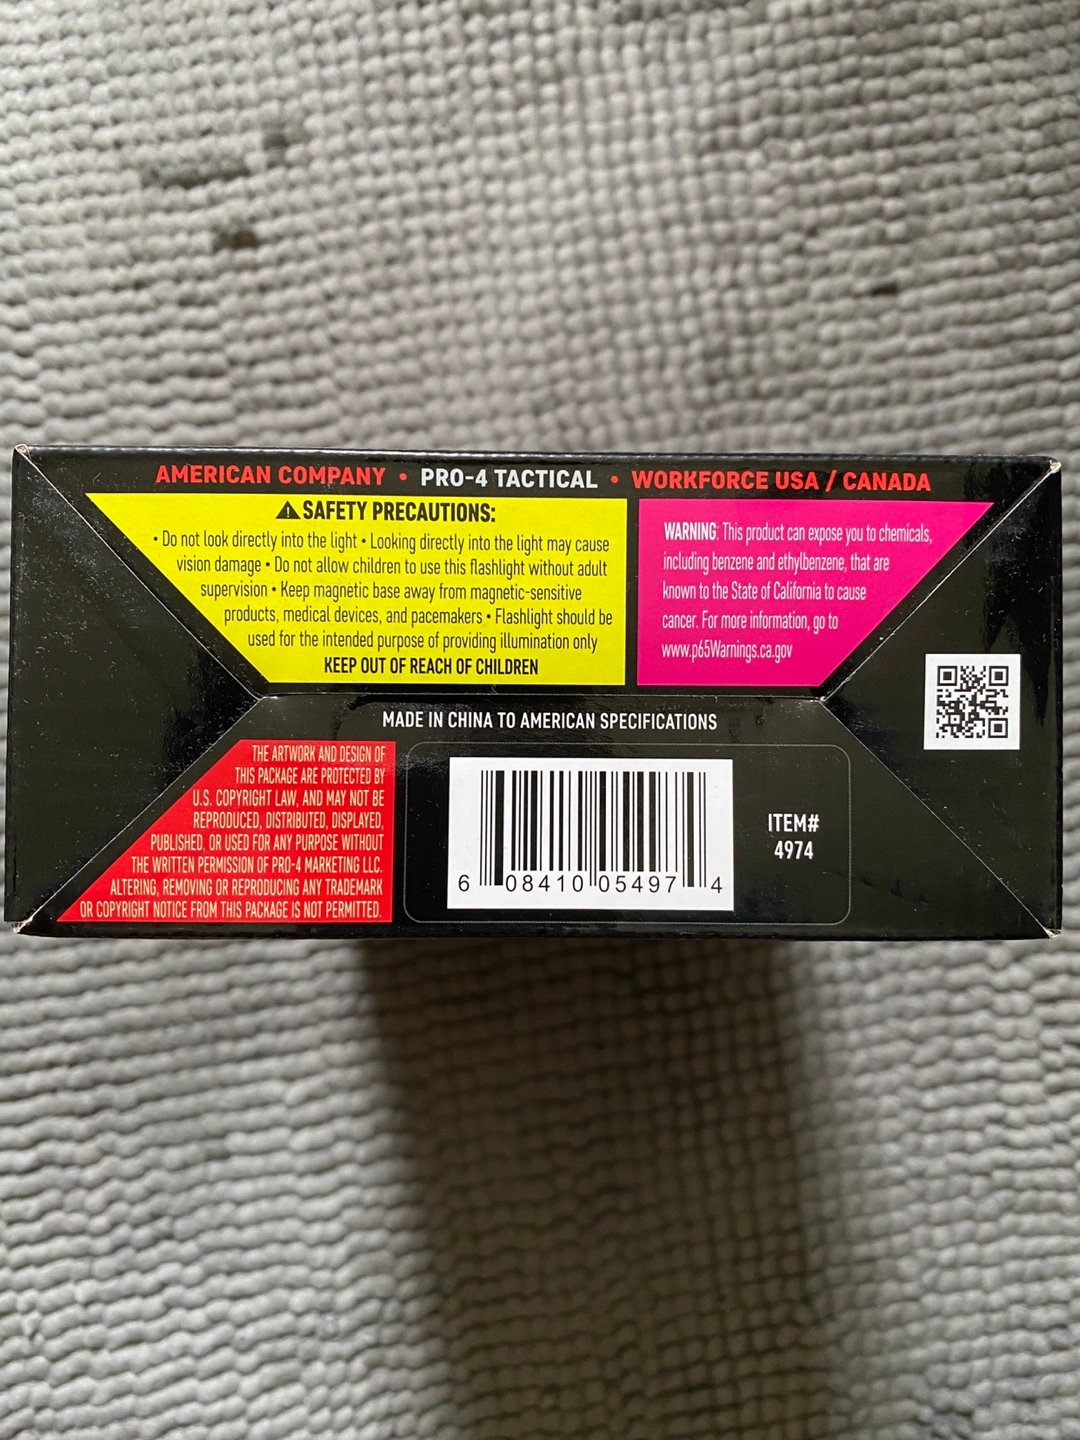 AMERICAN COMPANY • PRO-4 TACTICAL • WORKFORCE USA / CANADA
SAFETY PRECAUTIONS:
• Do not look directly into the light • Looking directly into the light may cause
vision damage • Do not allow children to use this flashlight without adult
supervision • Keep magnetic base away from magnetic-sensitive
products, medical devices, and pacemakers • Flashlight should be
used for the intended purpose of providing illumination only
KEEP OUT OF REACH OF CHILDREN
WARNING: This product can expose you to chemicals,
including benzene and ethylbenzene, that are
known to the State of California to cause
cancer. For more information, go to
www.p65Warnings.ca.gov
MADE IN CHINA TO AMERICAN SPECIFICATIONS
THE ARTWORK AND DESIGN OF
THIS PACKAGE ARE PROTECTED BY
U.S. COPYRIGHT LAW, AND MAY NOT BE
REPRODUCED, DISTRIBUTED, DISPLAYED,
PUBLISHED, OR USED FOR ANY PURPOSE WITHOUT
THE WRITTEN PERMISSION OF PRO-4 MARKETING LLC.
ALTERING, REMOVING OR REPRODUCING ANY TRADEMARK
OR COPYRIGHT NOTICE FROM THIS PACKAGE IS NOT PERMITTED.
6 08410 05497 4
ITEM#
4974